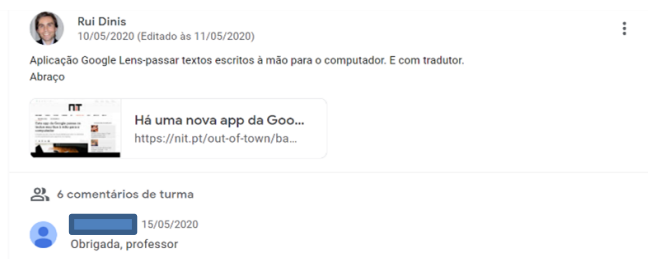 Rui Dinis
10/05/2020 (Editado às 11/05/2020)
Aplicação Google Lens-passar textos escritos à mão para o computador. E com tradutor.
Abraço
NiT
Há uma nova app da Goo...
https://nit.pt/out-of-town/ba...
6 comentários de turma
15/05/2020
Obrigada, professor